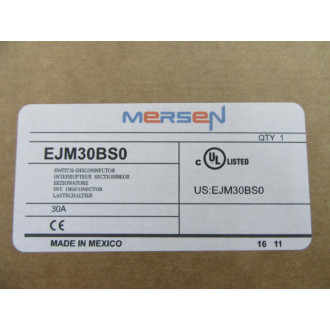 MERSEN
QTY 1
EJM30BS0
SWITCH-DISCONNECTOR
INTERRUPTEUR SECTIONNEUR
SEZIONATORE
INT. DESCONECTOR
LASTSCHALTER
30A
CE
C UL LISTED
US:EJM30BS0
MADE IN MEXICO
16 11